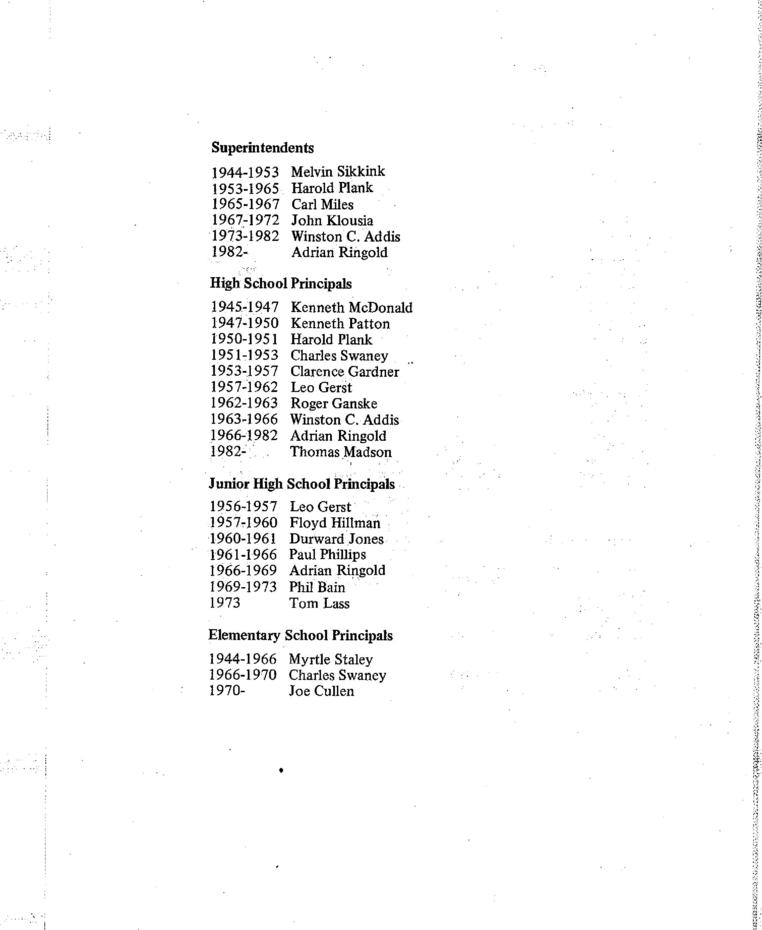 Superintendents
1944-1953 Melvin Sikkink
1953-1965 Harold Plank
1965-1967 Carl Miles
1967-1972 John Klousia
1973-1982 Winston C. Addis
1982- Adrian Ringold
High School Principals
1945-1947 Kenneth McDonald
1947-1950 Kenneth Patton
1950-1951 Harold Plank
1951-1953 Charles Swaney
1953-1957 Clarence Gardner
1957-1962 Leo Gerst
1962-1963 Roger Ganske
1963-1966 Winston C. Addis
1966-1982 Adrian Ringold
1982- Thomas Madson
Junior High School Principals
1956-1957 Leo Gerst
1957-1960 Floyd Hillman
1960-1961 Durward Jones
1961-1966 Paul Phillips
1966-1969 Adrian Ringold
1969-1973 Phil Bain
1973 Tom Lass
Elementary School Principals
1944-1966 Myrtle Staley
1966-1970 Charles Swaney
1970- Joe Cullen